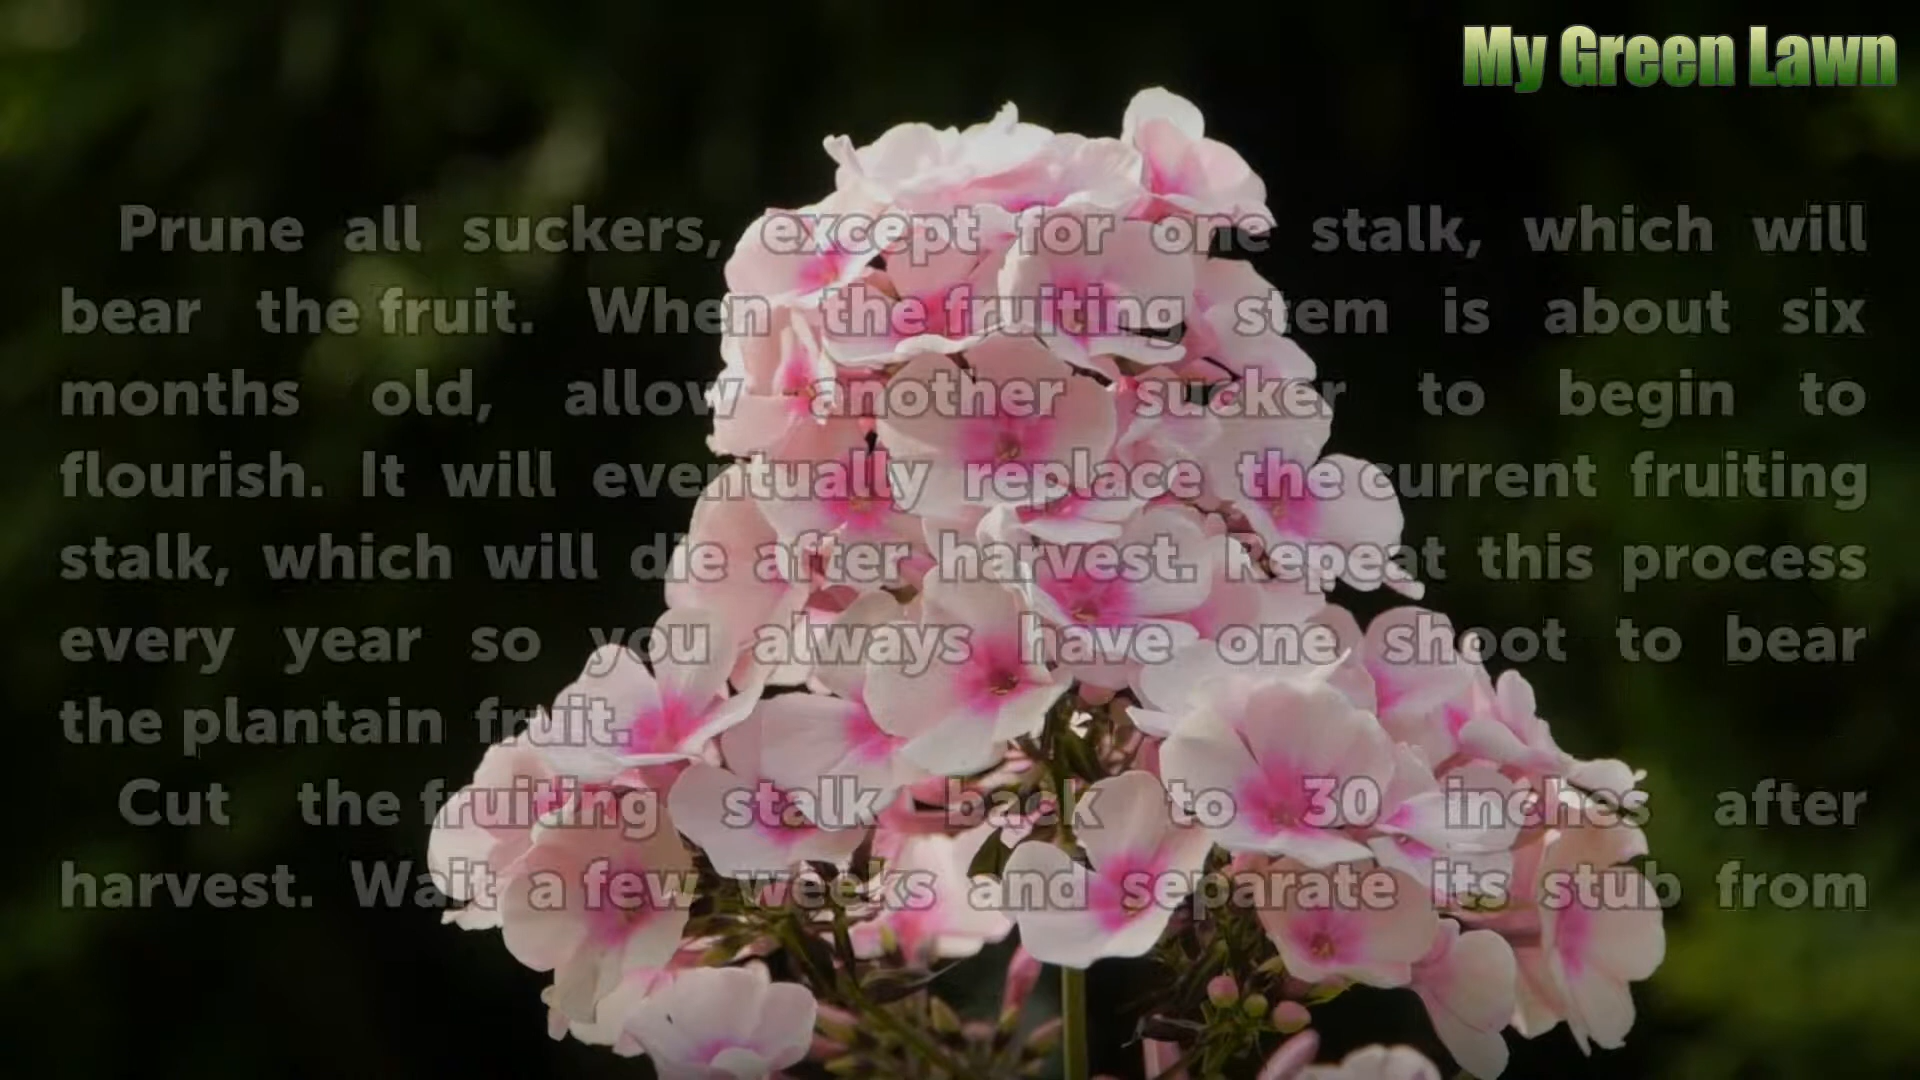 My Green Lawn
Prune all suckers, except for one stalk, which will
bear the fruit. When the fruiting stem is about six
months old, allow another sucker to begin to
flourish. It will eventually replace the current fruiting
stalk, which will die after harvest. Repeat this process
every year so you always have one shoot to bear
the plantain fruit.
Cut the fruiting stalk back to 30 inches after
harvest. Wait a few weeks and separate its stub from